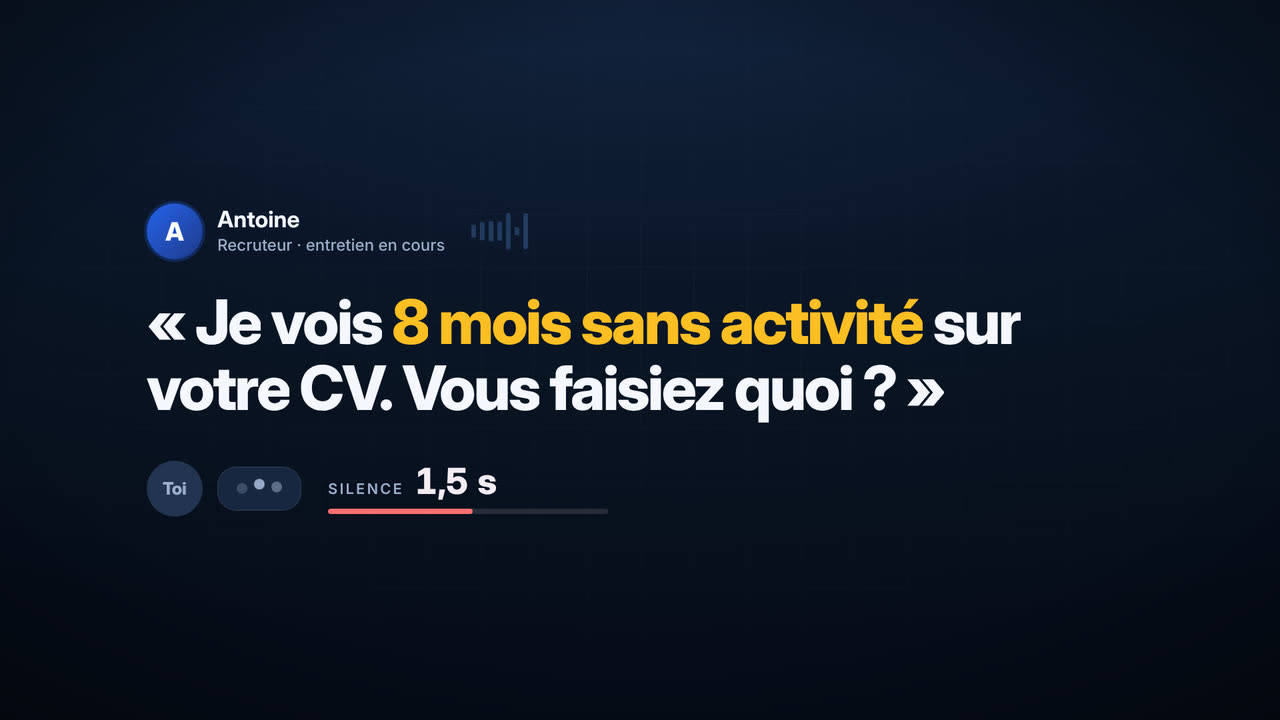 A
Antoine
Recruteur · entretien en cours
« Je vois 8 mois sans activité sur
votre CV. Vous faisiez quoi ? »
Toi
SILENCE 1,5 s